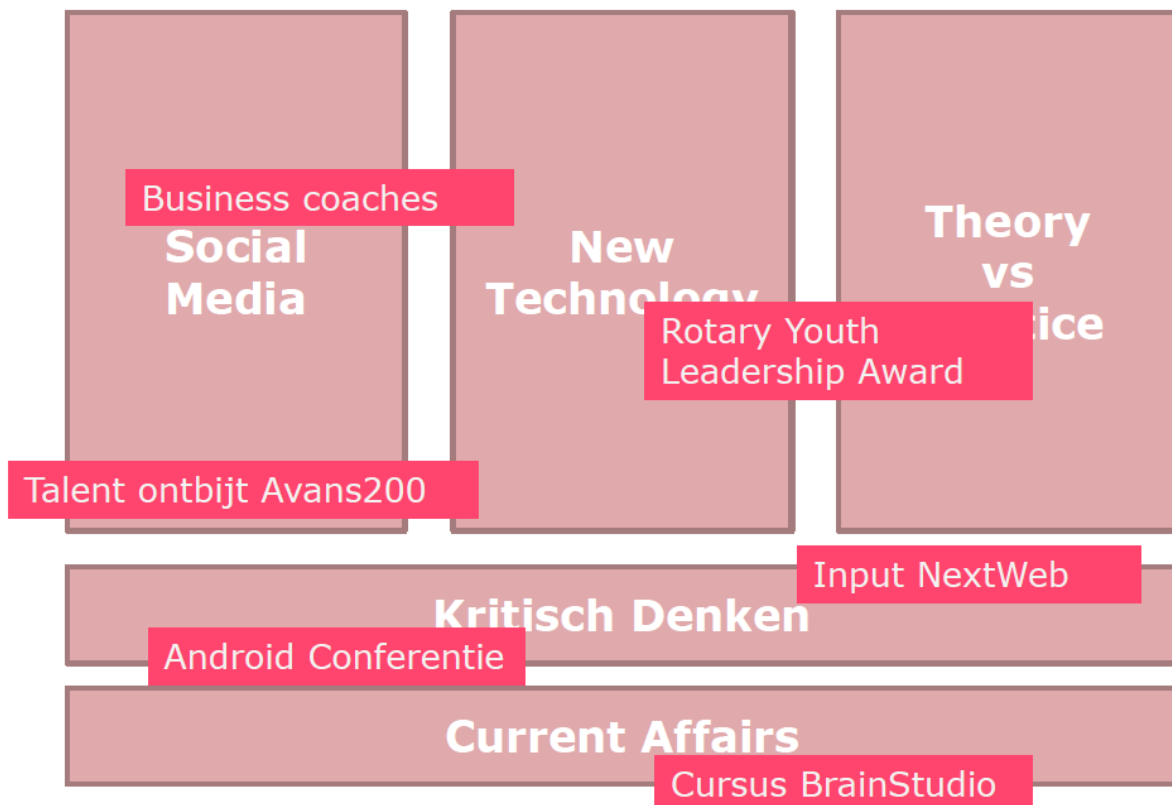 Business coaches
Social
Media
New
Technology
Theory
vs
Rotary Youth
Leadership Award
Talent ontbijt Avans200
Input NextWeb
Kritisch Denken
Android Conferentie
Current Affairs
Cursus BrainStudio